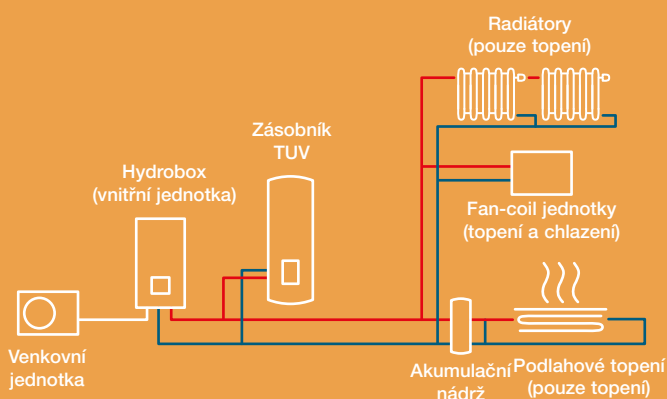 Radiátory
(pouze topení)
Zásobník
TUV
Hydrobox
(vnitřní jednotka)
Fan-coil jednotky
(topení a chlazení)
Venkovní
jednotka
Akumulační
nádrž
Podlahové topení
(pouze topení)